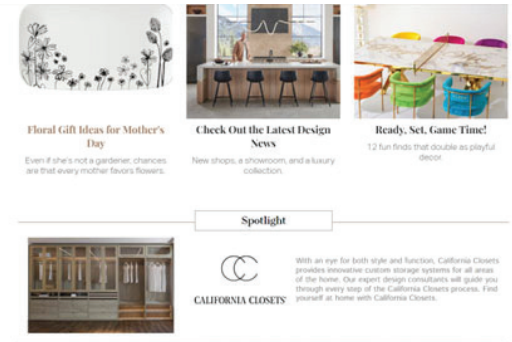 Floral Gift Ideas for Mother's
Day
Even if she's not a gardener, chances
are that every mother favors flowers.
Check Out the Latest Design
News
New shops, a showroom, and a luxury
collection.
Ready, Set, Game Time!
12 fun finds that double as playful
decor.
Spotlight
CALIFORNIA CLOSETS
With an eye for both style and function, California Closets
provides innovative custom storage systems for all areas
of the home. Our expert design consultants will guide you
through every step of the California Closets process. Find
yourself at home with California Closets.